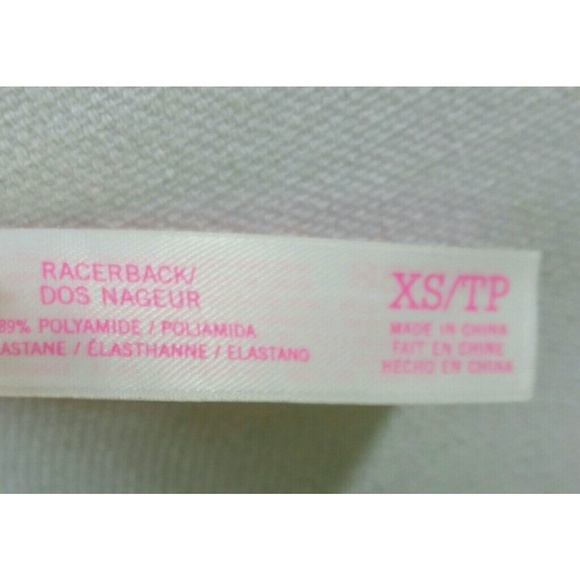 RACERBACK/
DOS NAGEUR
89% POLYAMIDE / POLIAMIDA
ASTANE / ÉLASTHANNE / ELASTANO
XS/TP
MADE IN CHINA
FAIT EN CHINE
HECHO EN CHINA